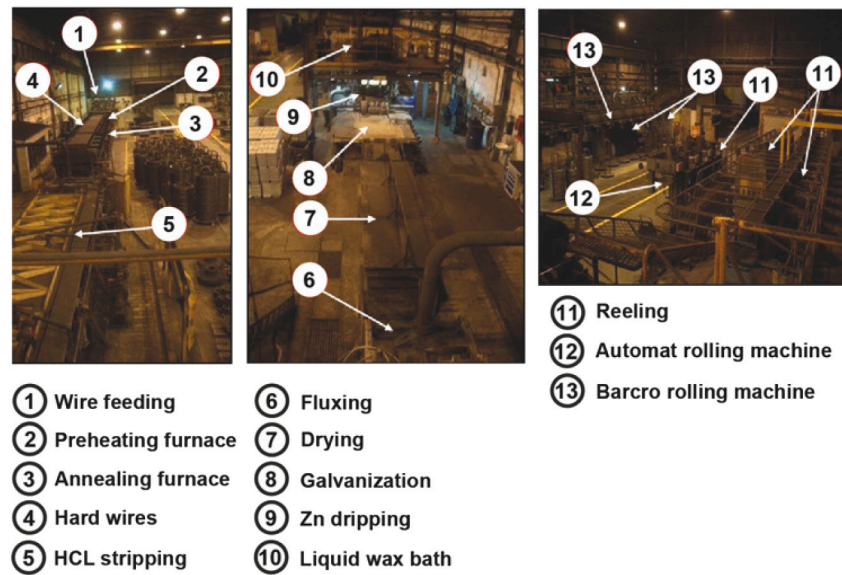 1
4
2
3
5
10
9
8
7
6
13
13
11
11
12
1 Wire feeding
2 Preheating furnace
3 Annealing furnace
4 Hard wires
5 HCL stripping
6 Fluxing
7 Drying
8 Galvanization
9 Zn dripping
10 Liquid wax bath
11 Reeling
12 Automat rolling machine
13 Barcro rolling machine